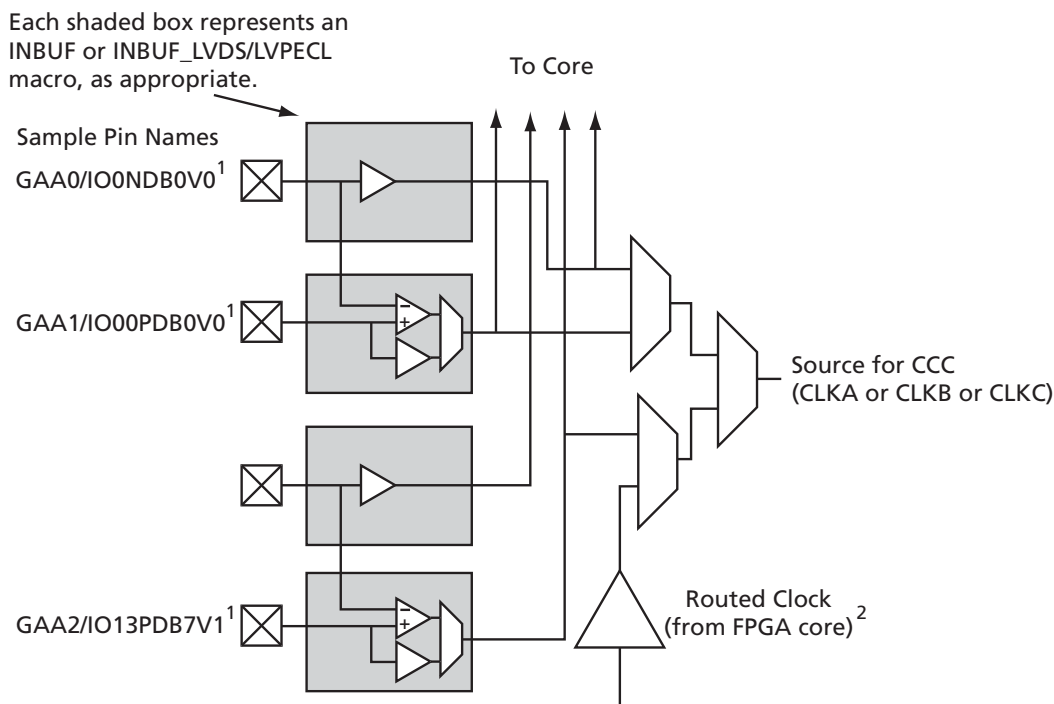 Each shaded box represents an
INBUF or INBUF_LVDS/LVPECL
macro, as appropriate.
To Core
Sample Pin Names
GAA0/IO0NDB0V0¹
−
+
GAA1/IO00PDB0V0¹
Source for CCC
(CLKA or CLKB or CLKC)
−
+
GAA2/IO13PDB7V1¹
Routed Clock
(from FPGA core)²